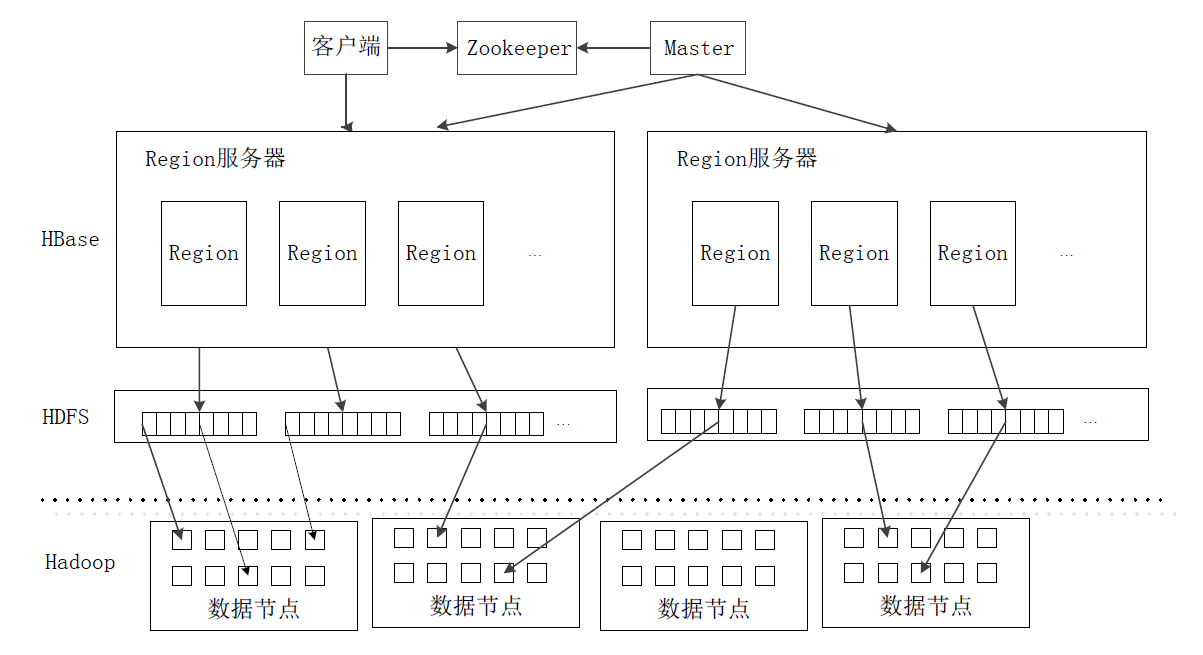 客户端 Zookeeper Master
Region服务器 Region服务器
HBase Region Region Region ... Region Region Region ...
HDFS ... ...
Hadoop
数据节点 数据节点 数据节点 数据节点